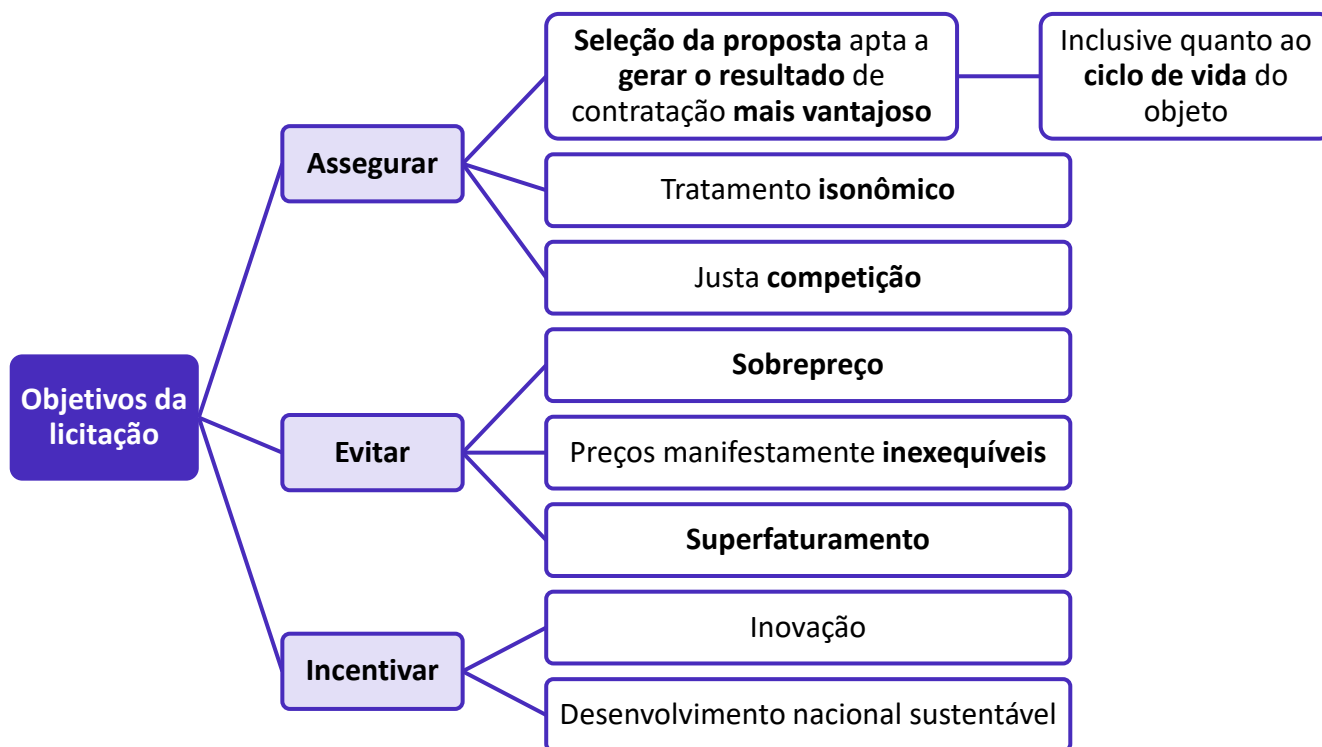 Objetivos da
licitação
Assegurar
Seleção da proposta apta a
gerar o resultado de
contratação mais vantajoso
Inclusive quanto ao
ciclo de vida do
objeto
Tratamento isonômico
Justa competição
Evitar
Sobrepreço
Preços manifestamente inexequíveis
Superfaturamento
Incentivar
Inovação
Desenvolvimento nacional sustentável